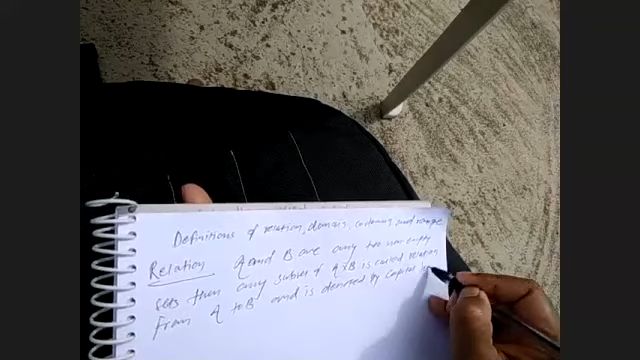 Definitions of relation, domain, codomain and range
Relation A and B are any two non empty
sets then any subset of A×B is called relation
from A to B and is denoted by capital